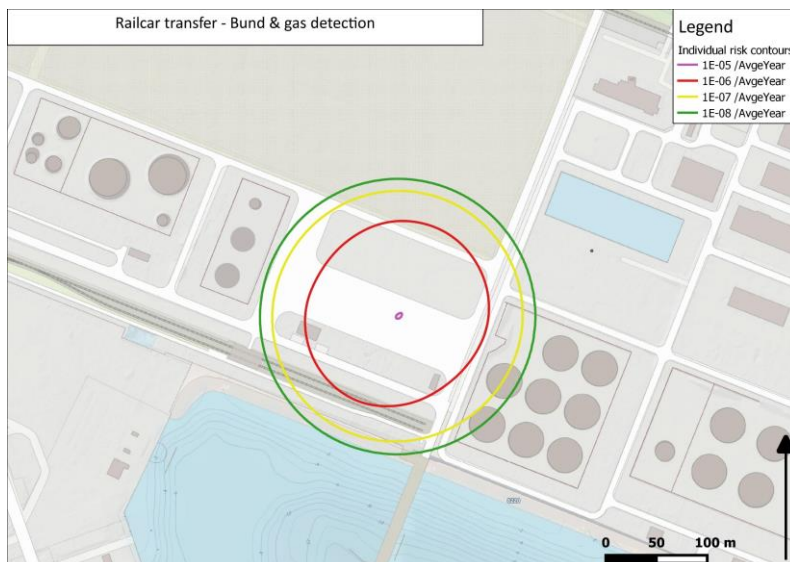 Railcar transfer - Bund & gas detection
Legend
Individual risk contours
1E-05 /AvgeYear
1E-06 /AvgeYear
1E-07 /AvgeYear
1E-08 /AvgeYear
0 50 100 m